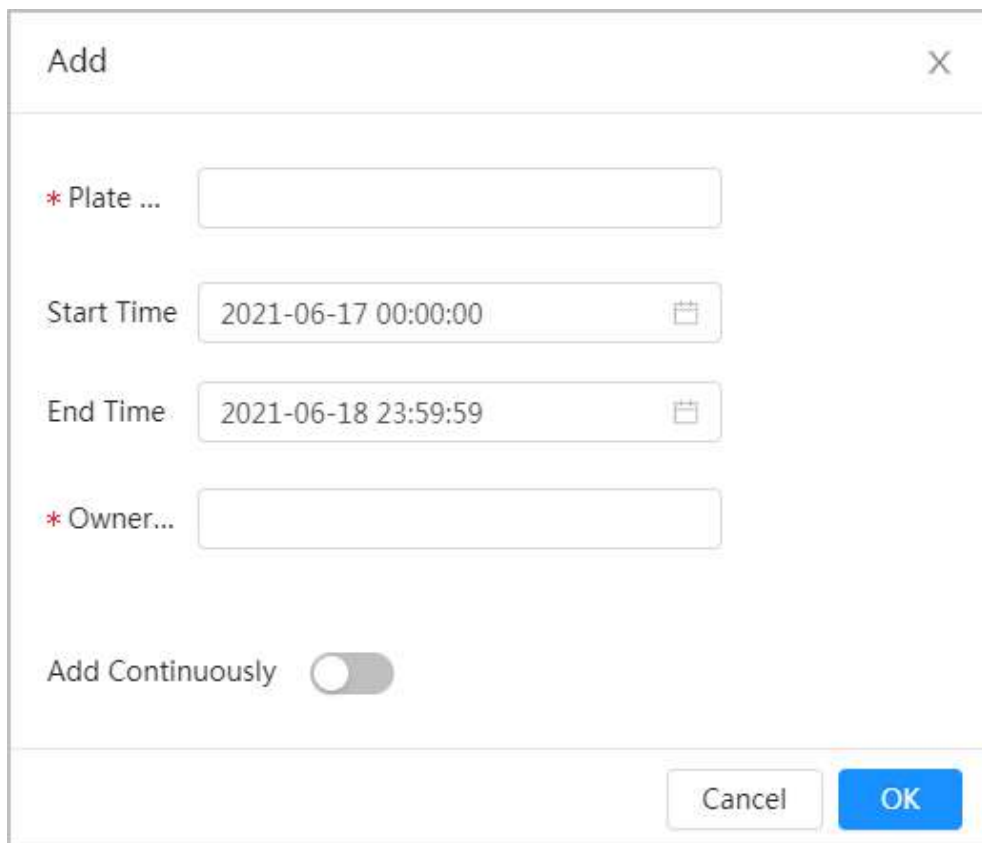 Add
* Plate ...
Start Time 2021-06-17 00:00:00
End Time 2021-06-18 23:59:59
* Owner...
Add Continuously
Cancel OK